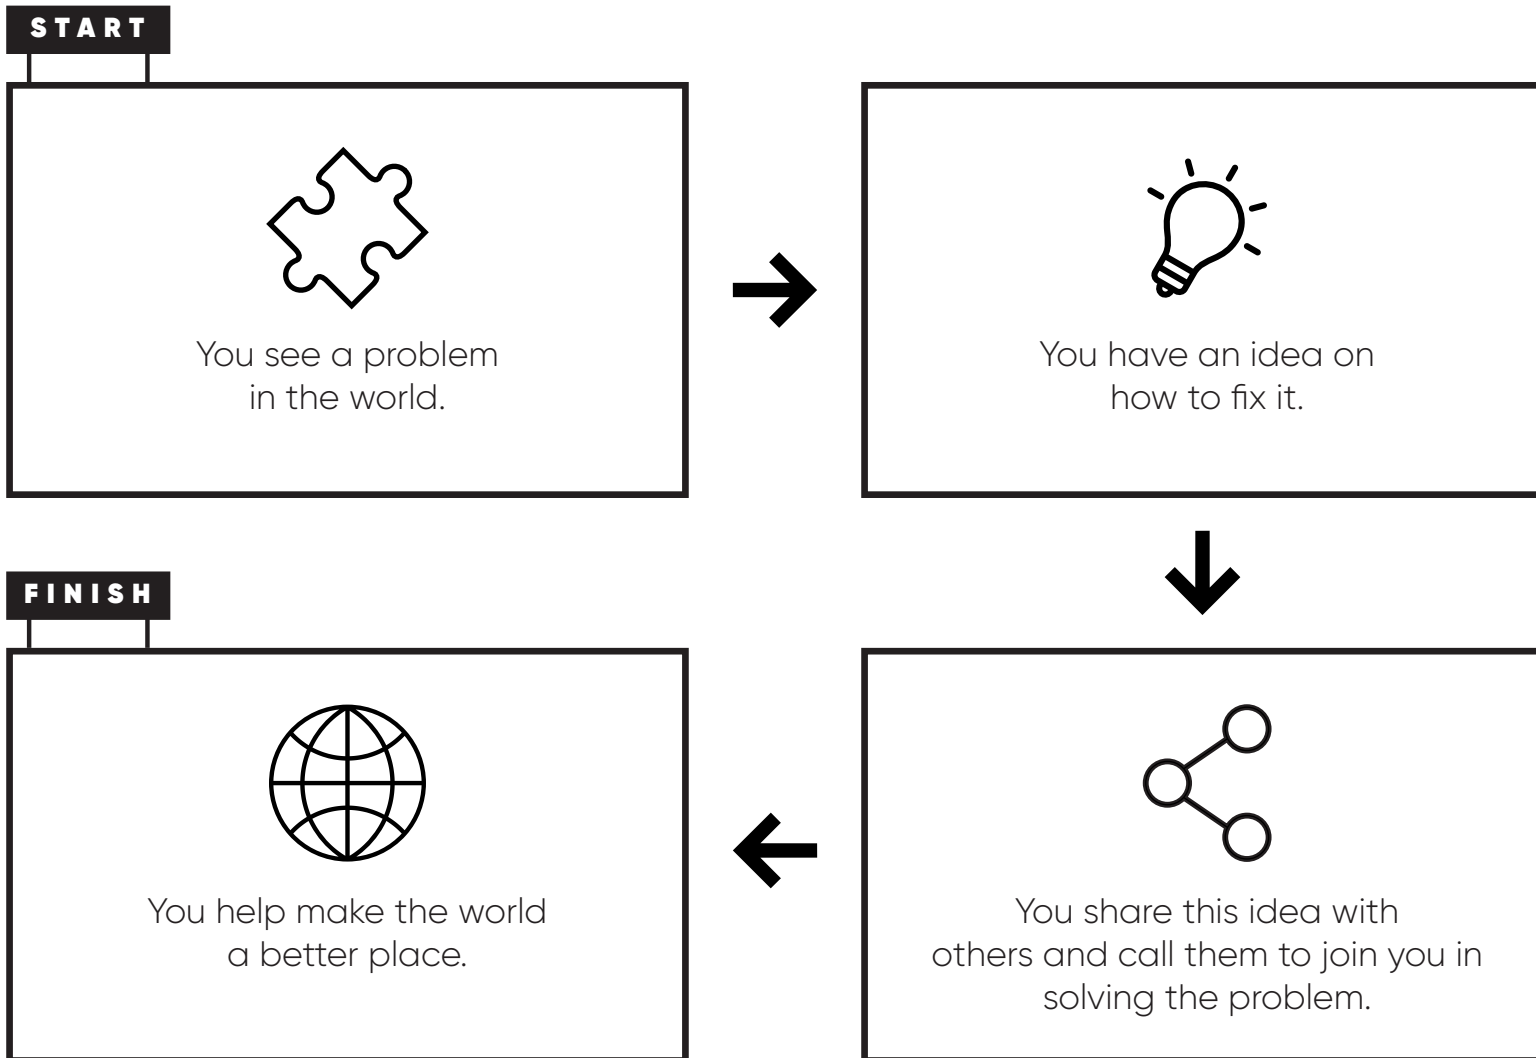 START
You see a problem
in the world.
You have an idea on
how to fix it.
You share this idea with
others and call them to join you in
solving the problem.
FINISH
You help make the world
a better place.